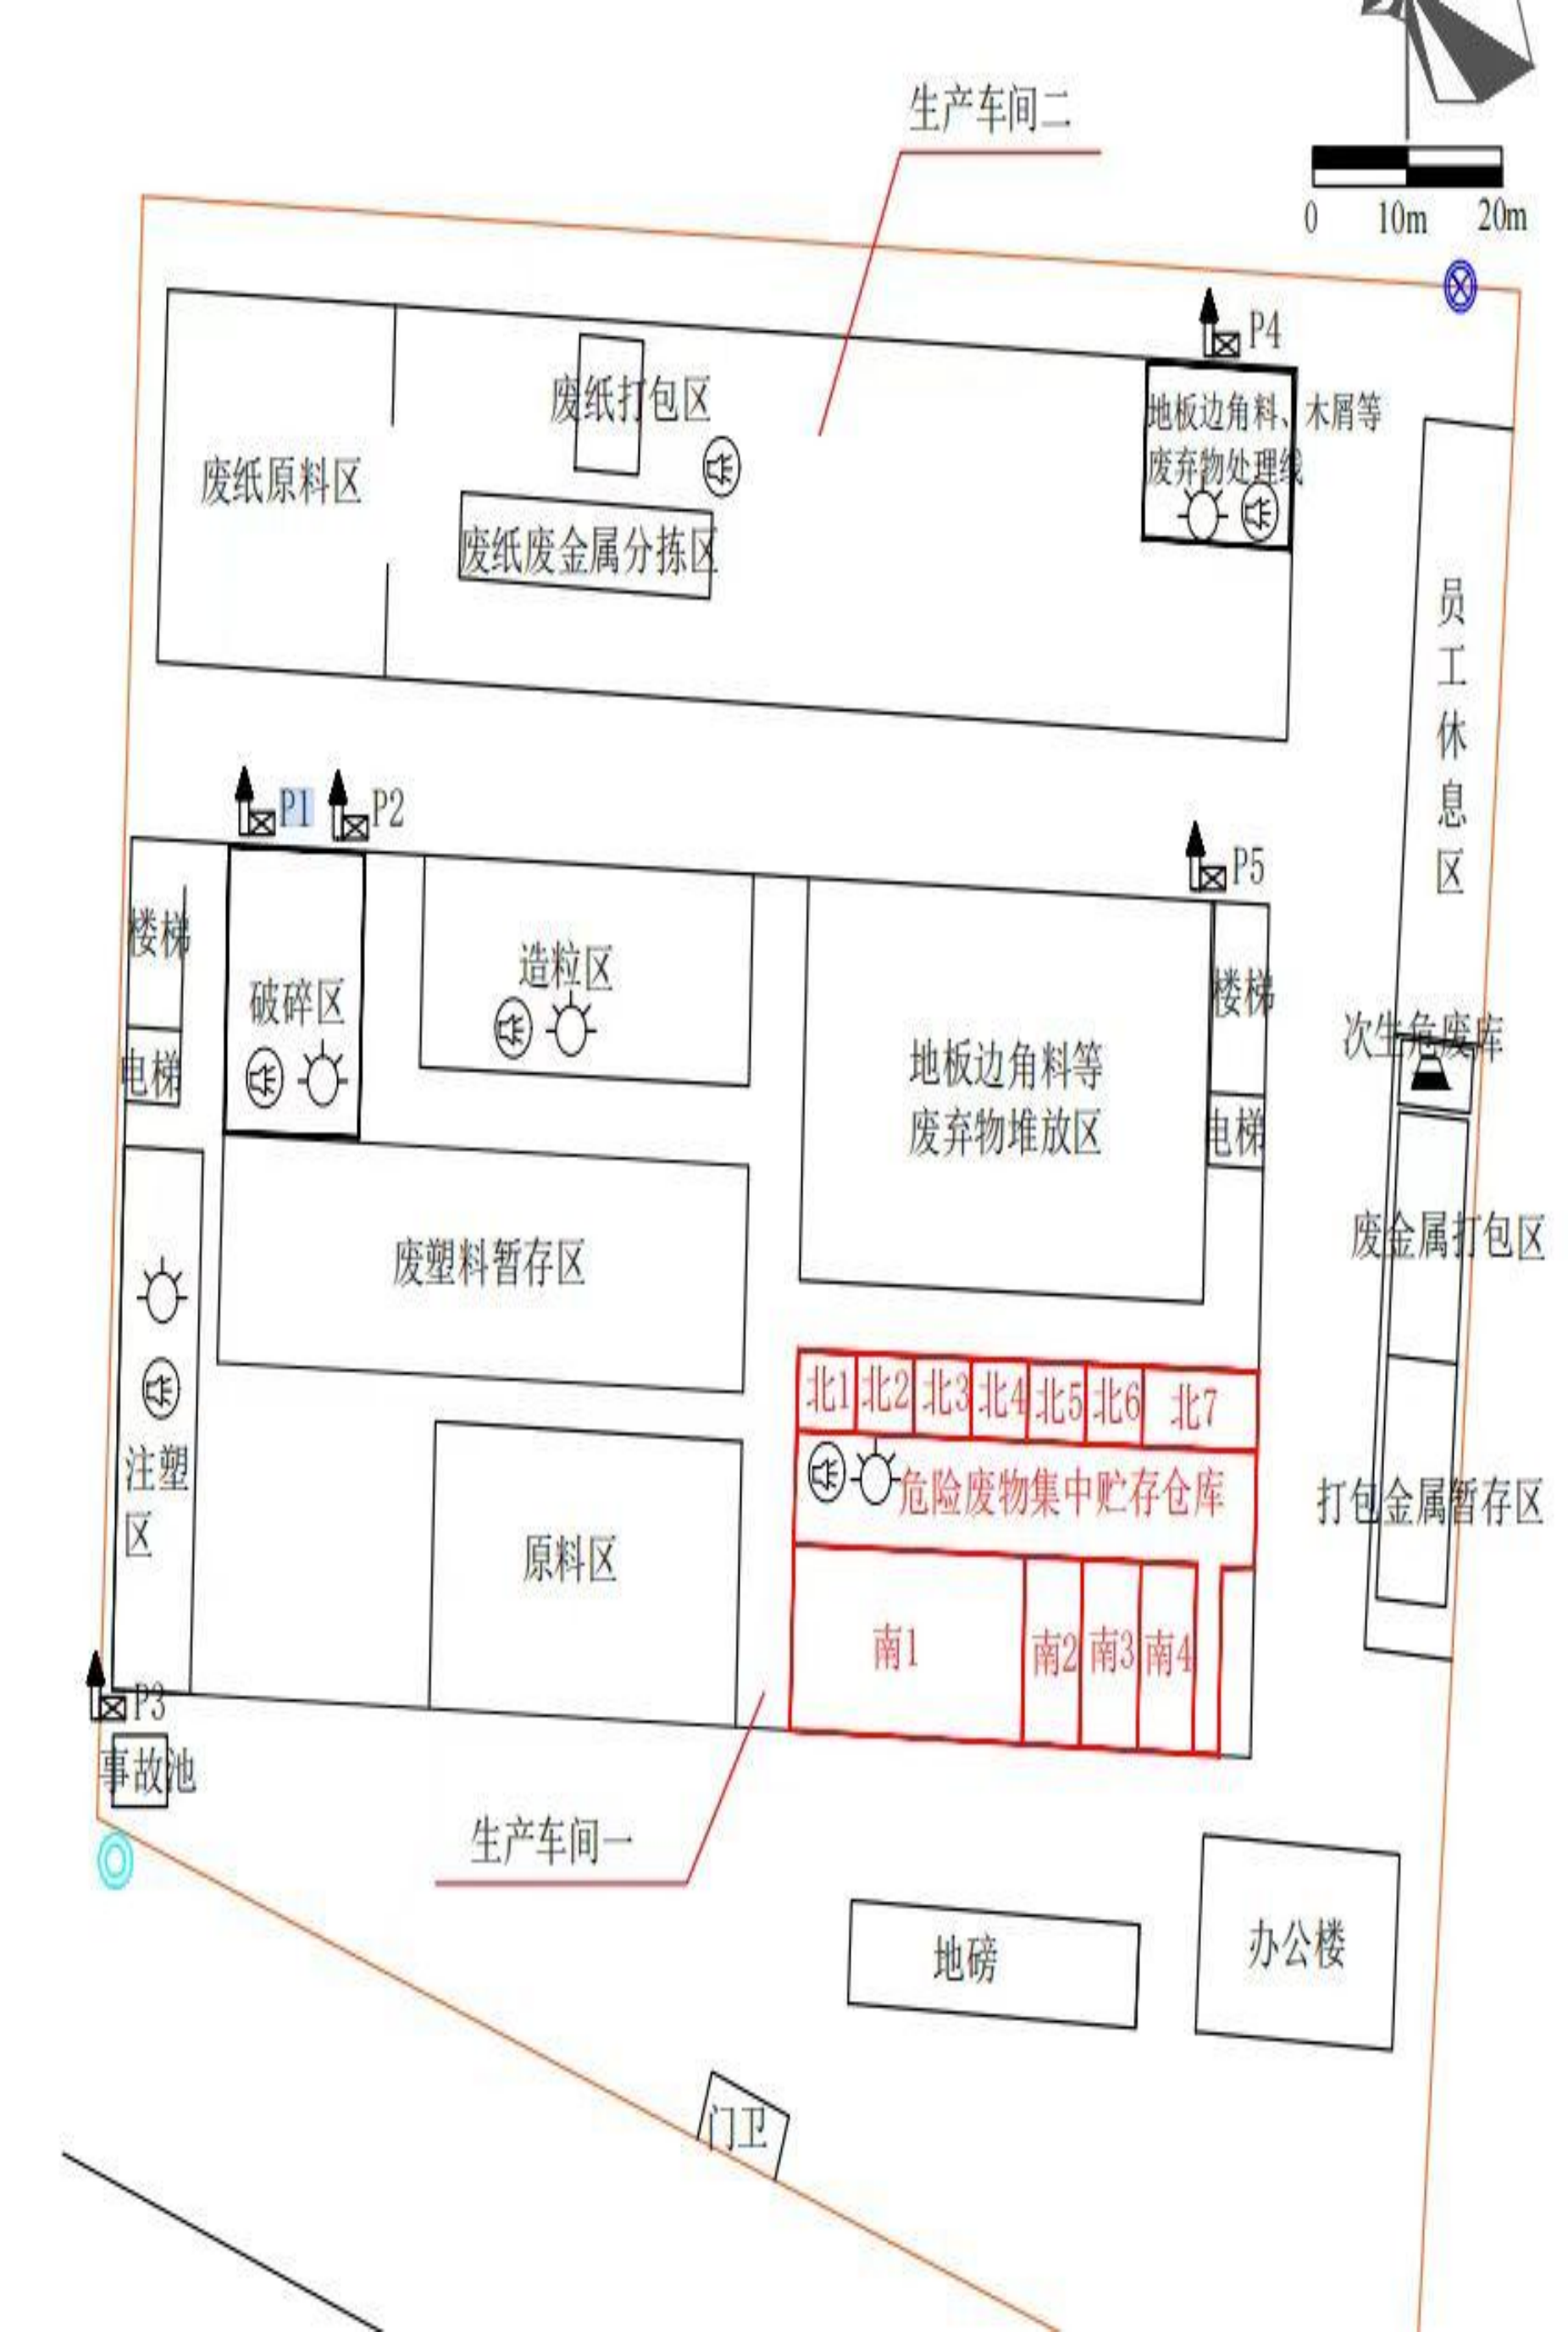 生产车间二
0 10m 20m
P4
废纸打包区
地板边角料、木屑等
废弃物处理线
废纸原料区
废纸废金属分拣区
员工休息区
P1
P2
P5
楼梯
造粒区
破碎区
楼梯
次生危废库
电梯
地板边角料等
废弃物堆放区
电梯
废塑料暂存区
废金属打包区
北1 北2 北3 北4 北5 北6 北7
注塑
区
危险废物集中贮存仓库
打包金属暂存区
原料区
南1 南2 南3 南4
P3
事故池
生产车间一
地磅
办公楼
门卫